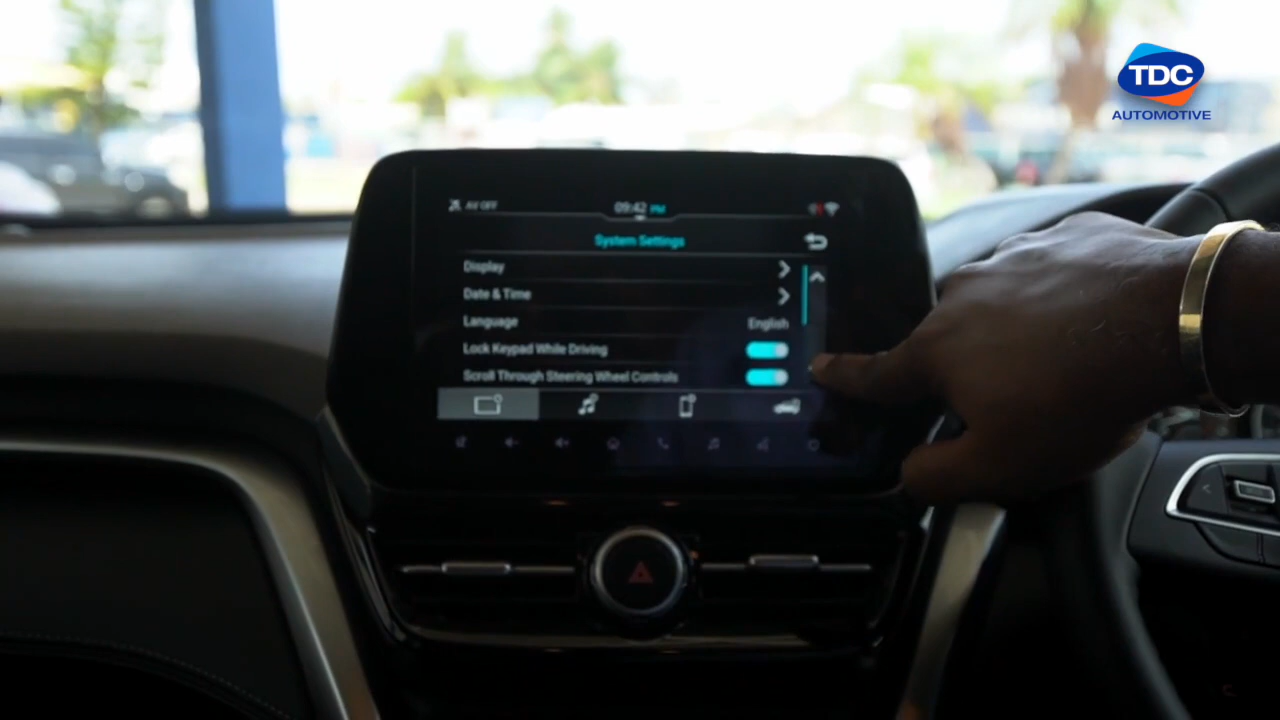 TDC
AUTOMOTIVE
AV OFF
09:42 PM
System Settings
Display
Date & Time
Language English
Lock Keypad While Driving
Scroll Through Steering Wheel Controls